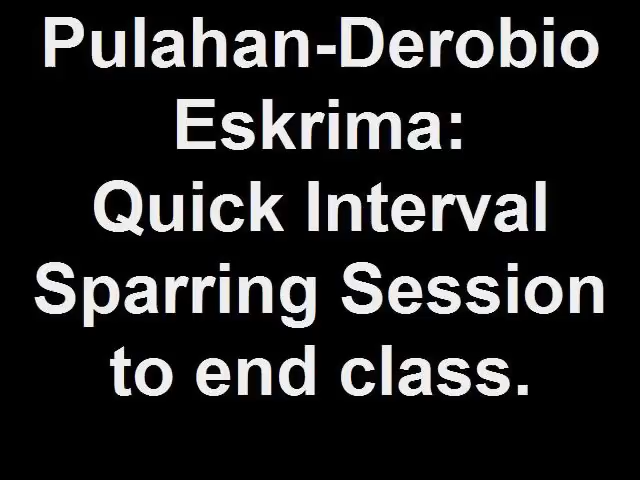 Pulahan-Derobio
Eskrima:
Quick Interval
Sparring Session
to end class.